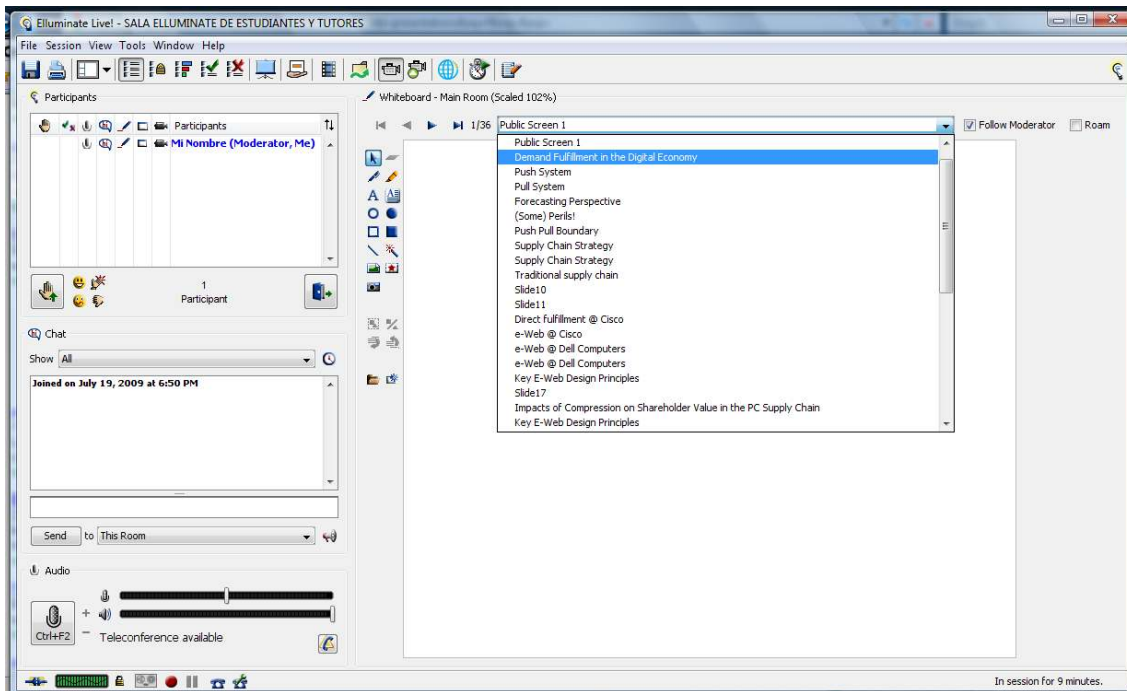 Elluminate Live! - SALA ELLUMINATE DE ESTUDIANTES Y TUTORES
File Session View Tools Window Help
Participants
Participants
Mi Nombre (Moderator, Me)
1
Participant
Chat
Show All
Joined on July 19, 2009 at 6:50 PM
Send to This Room
Audio
Ctrl+F2
Teleconference available
Whiteboard - Main Room (Scaled 102%)
1/36 Public Screen 1 Follow Moderator Roam
Public Screen 1
Demand Fulfillment in the Digital Economy
Push System
Pull System
Forecasting Perspective
(Some) Perils!
Push Pull Boundary
Supply Chain Strategy
Supply Chain Strategy
Traditional supply chain
Slide10
Slide11
Direct fulfillment @ Cisco
e-Web @ Cisco
e-Web @ Dell Computers
e-Web @ Dell Computers
Key E-Web Design Principles
Slide17
Impacts of Compression on Shareholder Value in the PC Supply Chain
Key E-Web Design Principles
In session for 9 minutes.